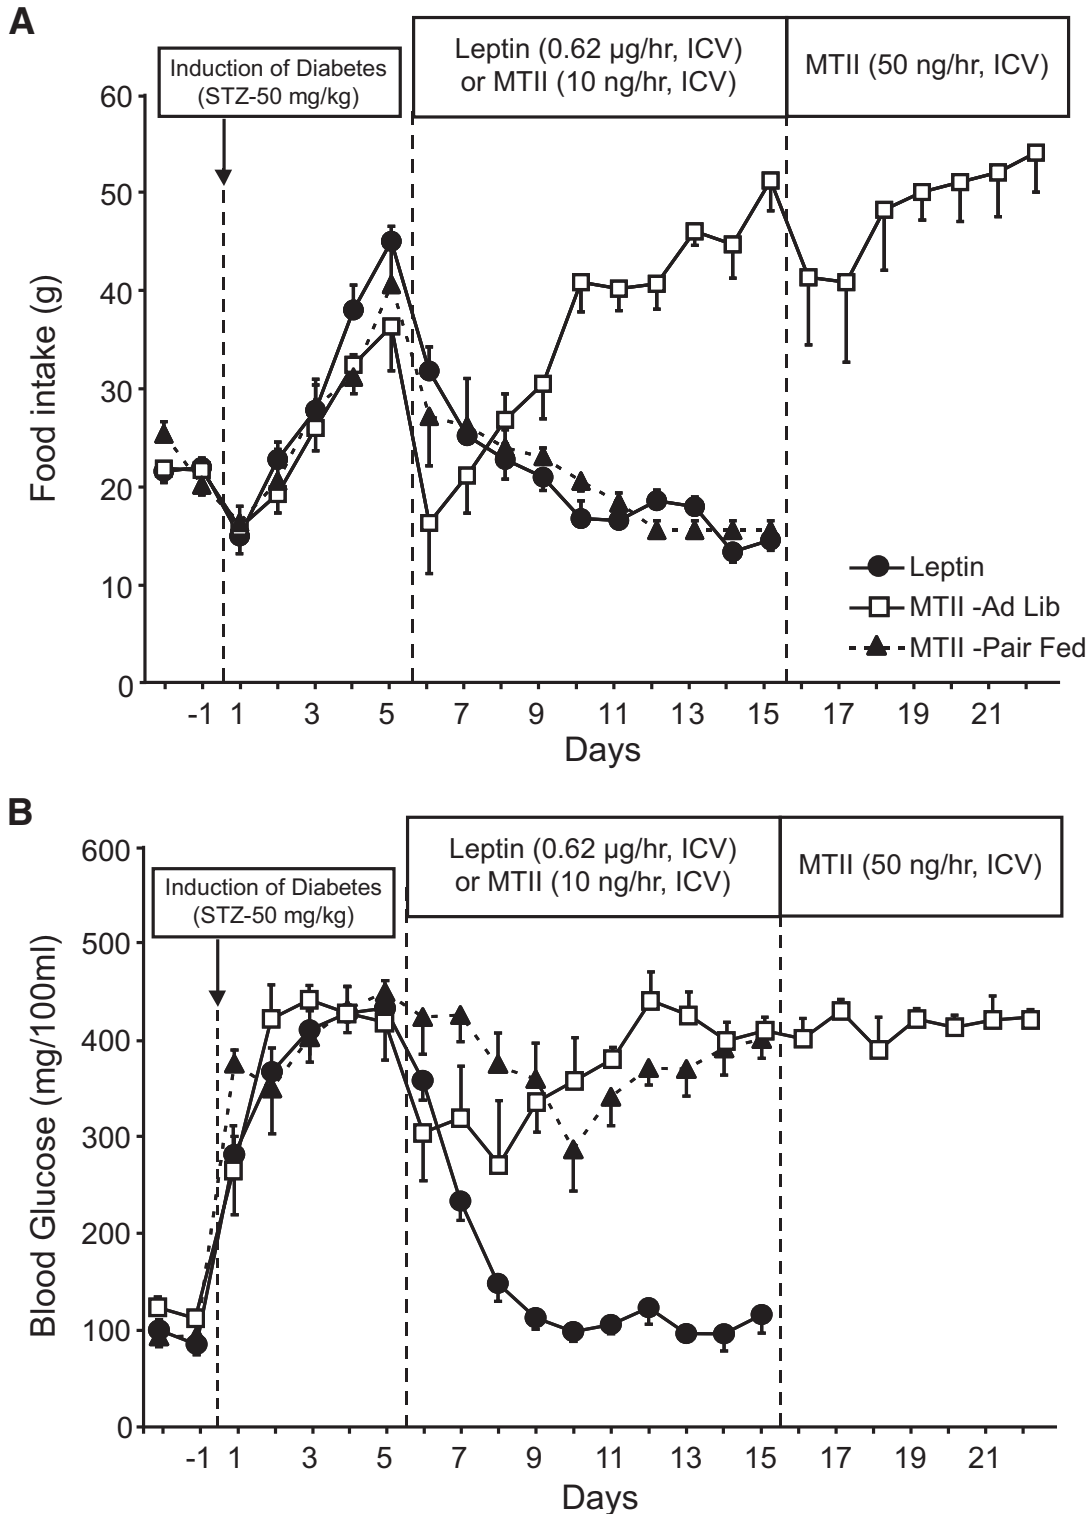 A
Induction of Diabetes
(STZ-50 mg/kg)
Leptin (0.62 µg/hr, ICV)
or MTII (10 ng/hr, ICV)
MTII (50 ng/hr, ICV)
60
50
40
30
20
10
0
Food intake (g)
Leptin
MTII -Ad Lib
MTII -Pair Fed
-1 1 3 5 7 9 11 13 15 17 19 21
Days
B
Leptin (0.62 µg/hr, ICV)
or MTII (10 ng/hr, ICV)
MTII (50 ng/hr, ICV)
Induction of Diabetes
(STZ-50 mg/kg)
600
500
400
300
200
100
0
Blood Glucose (mg/100ml)
-1 1 3 5 7 9 11 13 15 17 19 21
Days